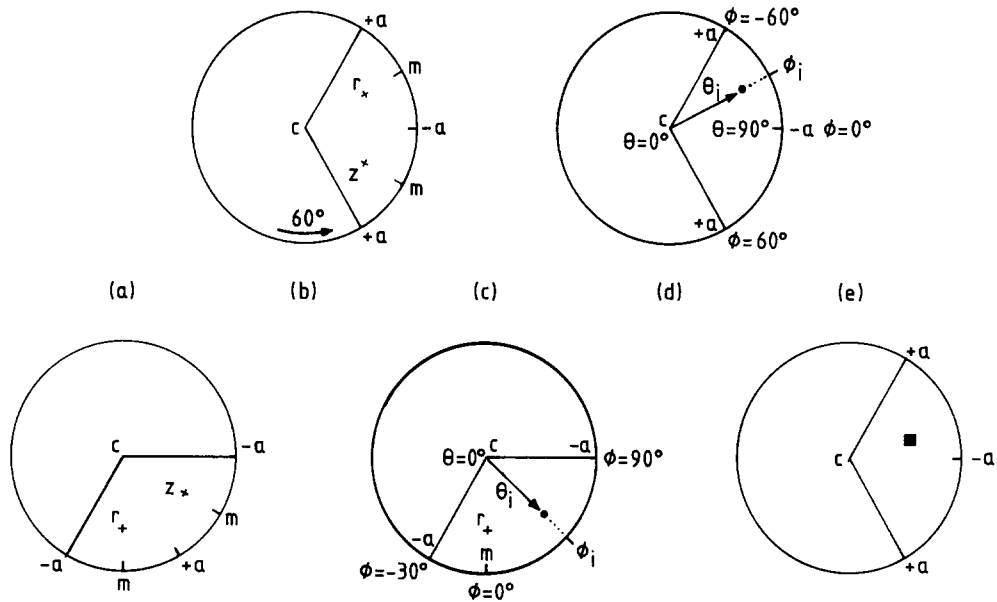 +a
m
r
c
-a
z
m
60°
+a
ϕ=-60°
+a
ϕi
θi
c
θ=0°
θ=90°
-a ϕ=0°
+a
ϕ=60°
(a) (b) (c) (d) (e)
c
-a
z
m
r
-a
+a
m
c
-a
θ=0°
ϕ=90°
θi
r
-a
m
ϕi
ϕ=-30°
ϕ=0°
+a
c
-a
+a